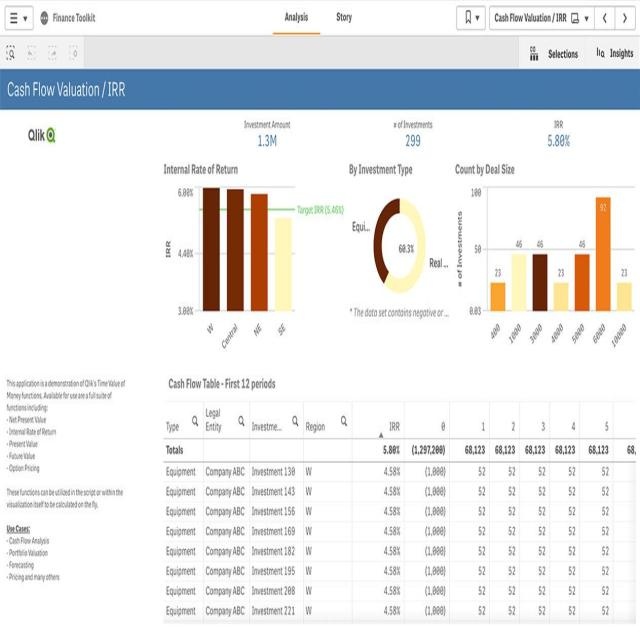 Finance Toolkit
Analysis
Story
Cash Flow Valuation / IRR
Selections
Insights
Cash Flow Valuation / IRR
Qlik
Investment Amount
1.3M
# of Investments
299
IRR
5.80%
Internal Rate of Return
6.00%
4.40%
3.00%
IRR
Target IRR (5.46%)
W
Central
NE
SE
By Investment Type
Equi...
60.3%
Real ...
* The data set contains negative or ...
Count by Deal Size
# of Investments
100
50
0.03
23
46
46
23
46
92
23
400
1000
3000
4000
5000
6000
10000
This application is a demonstration of Qlik's Time Value of
Money functions. Available for use are a full suite of
functions including:
- Net Present Value
- Internal Rate of Return
- Present Value
- Future Value
- Option Pricing
These functions can be utilized in the script or within the
visualization itself to be calculated on the fly.
Use Cases:
- Cash Flow Analysis
- Portfolio Valuation
- Forecasting
- Pricing and many others
Cash Flow Table - First 12 periods
Type Legal Entity Investme... Region IRR 0 1 2 3 4 5
Totals 5.80% (1,297,200) 68,123 68,123 68,123 68,123 68,123 68,
Equipment Company ABC Investment 130 W 4.58% (1,000) 52 52 52 52 52
Equipment Company ABC Investment 143 W 4.58% (1,000) 52 52 52 52 52
Equipment Company ABC Investment 156 W 4.58% (1,000) 52 52 52 52 52
Equipment Company ABC Investment 169 W 4.58% (1,000) 52 52 52 52 52
Equipment Company ABC Investment 182 W 4.58% (1,000) 52 52 52 52 52
Equipment Company ABC Investment 195 W 4.58% (1,000) 52 52 52 52 52
Equipment Company ABC Investment 208 W 4.58% (1,000) 52 52 52 52 52
Equipment Company ABC Investment 221 W 4.58% (1,000) 52 52 52 52 52